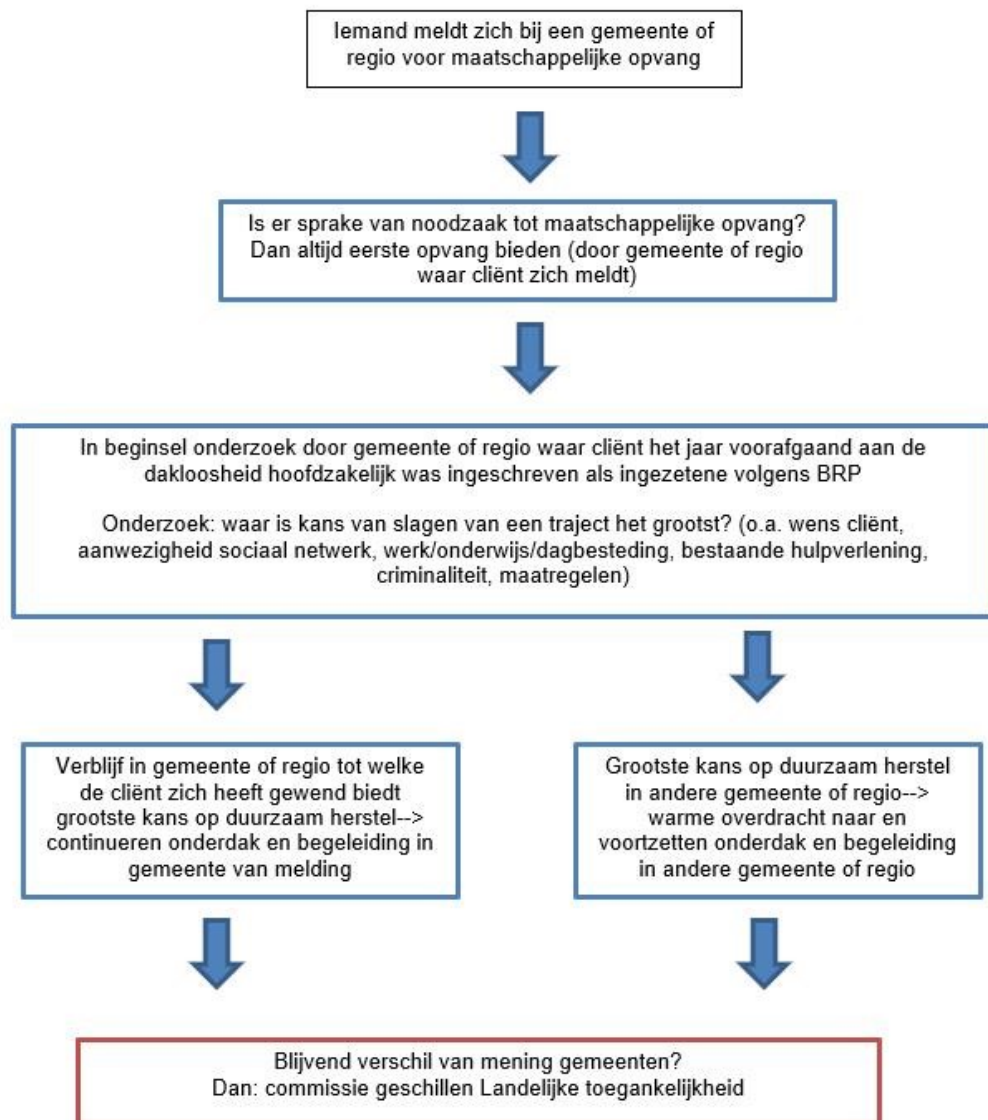 Iemand meldt zich bij een gemeente of
regio voor maatschappelijke opvang
Is er sprake van noodzaak tot maatschappelijke opvang?
Dan altijd eerste opvang bieden (door gemeente of regio
waar cliënt zich meldt)
In beginsel onderzoek door gemeente of regio waar cliënt het jaar voorafgaand aan de
dakloosheid hoofdzakelijk was ingeschreven als ingezetene volgens BRP
Onderzoek: waar is kans van slagen van een traject het grootst? (o.a. wens cliënt,
aanwezigheid sociaal netwerk, werk/onderwijs/dagbesteding, bestaande hulpverlening,
criminaliteit, maatregelen)
Verblijf in gemeente of regio tot welke
de cliënt zich heeft gewend biedt
grootste kans op duurzaam herstel-->
continueren onderdak en begeleiding in
gemeente van melding
Grootste kans op duurzaam herstel
in andere gemeente of regio-->
warme overdracht naar en
voortzetten onderdak en begeleiding
in andere gemeente of regio
Blijvend verschil van mening gemeenten?
Dan: commissie geschillen Landelijke toegankelijkheid